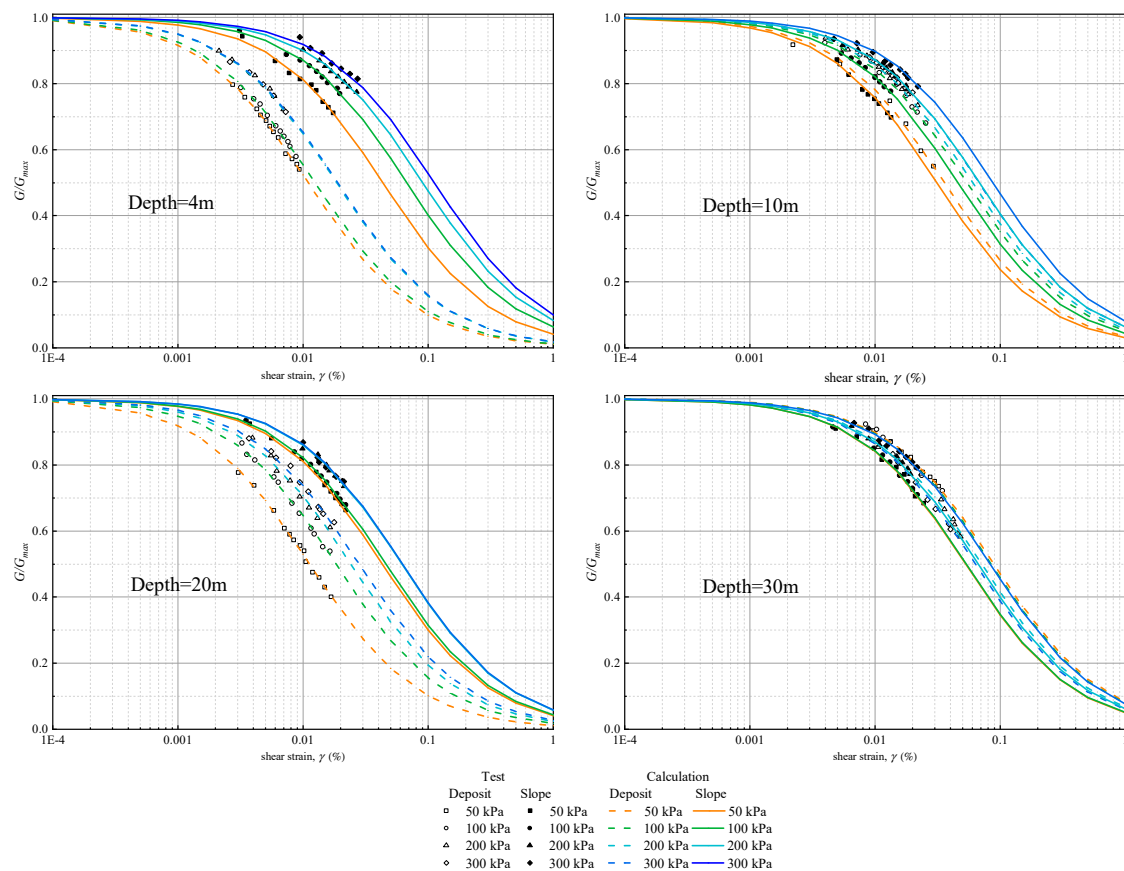 1.0
0.8
0.6
0.4
0.2
0.0
G/Gmax
Depth=4m
1E-4 0.001 0.01 0.1 1
shear strain, γ (%)
1.0
0.8
0.6
0.4
0.2
0.0
G/Gmax
Depth=10m
1E-4 0.001 0.01 0.1 1
shear strain, γ (%)
1.0
0.8
0.6
0.4
0.2
0.0
G/Gmax
Depth=20m
1E-4 0.001 0.01 0.1 1
shear strain, γ (%)
1.0
0.8
0.6
0.4
0.2
0.0
G/Gmax
Depth=30m
1E-4 0.001 0.01 0.1 1
shear strain, γ (%)
Test Calculation
Deposit Slope Deposit Slope
50 kPa 50 kPa 50 kPa 50 kPa
100 kPa 100 kPa 100 kPa 100 kPa
200 kPa 200 kPa 200 kPa 200 kPa
300 kPa 300 kPa 300 kPa 300 kPa